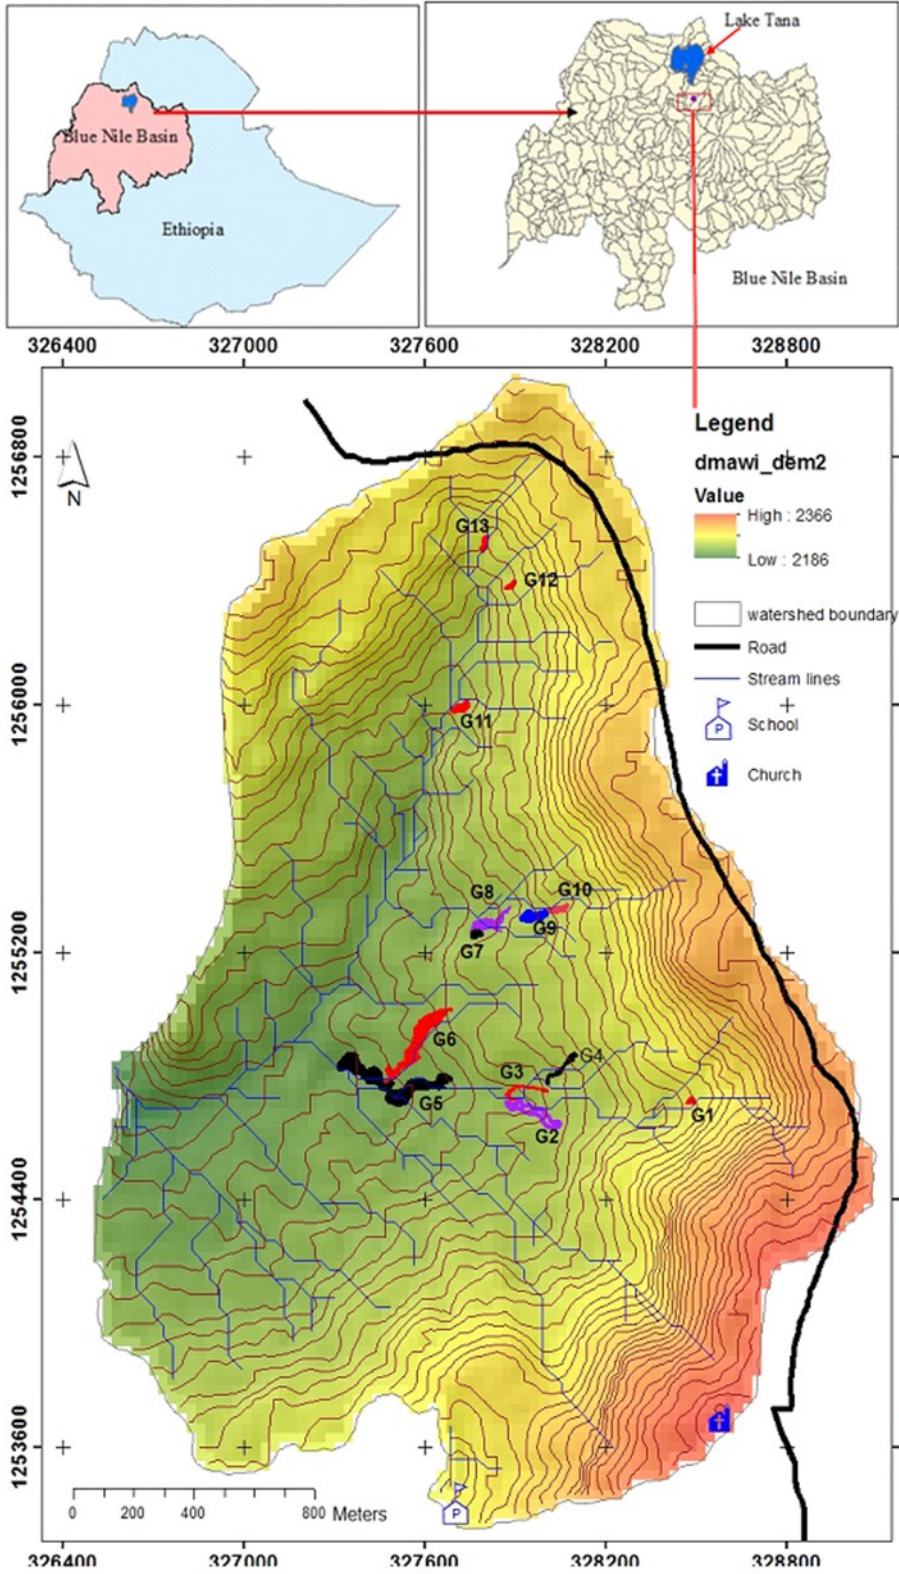 Lake Tana
Blue Nile Basin
Ethiopia
Blue Nile Basin
326400 327000 327600 328200 328800
Legend
dmawi_dem2
Value
High : 2366
Low : 2186
watershed boundary
Road
Stream lines
P School
Church
N
1256800
1256000
1255200
1254400
1253600
G13
G12
G11
G8
G10
G9
G7
G6
G4
G3
G5
G1
G2
P
0 200 400 800 Meters
326400 327000 327600 328200 328800